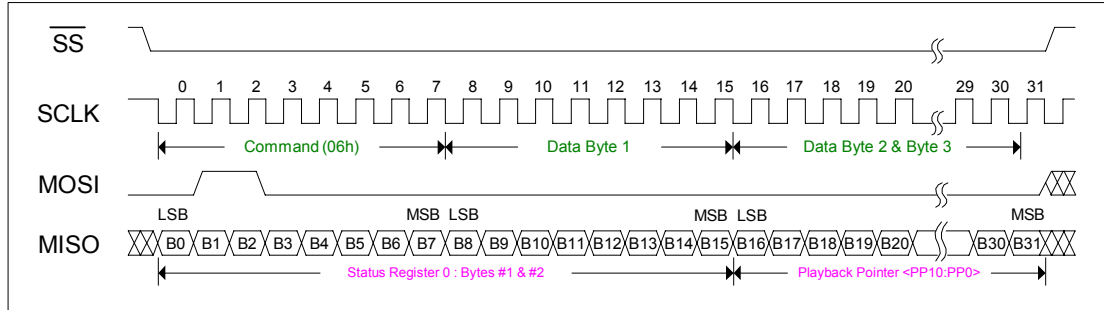 SS
0 1 2 3 4 5 6 7 8 9 10 11 12 13 14 15 16 17 18 19 20 29 30 31
SCLK
Command (06h) Data Byte 1 Data Byte 2 & Byte 3
MOSI
LSB MSB LSB MSB LSB MSB
MISO B0 B1 B2 B3 B4 B5 B6 B7 B8 B9 B10 B11 B12 B13 B14 B15 B16 B17 B18 B19 B20 B30 B31
Status Register 0 : Bytes #1 & #2 Playback Pointer <PP10:PP0>